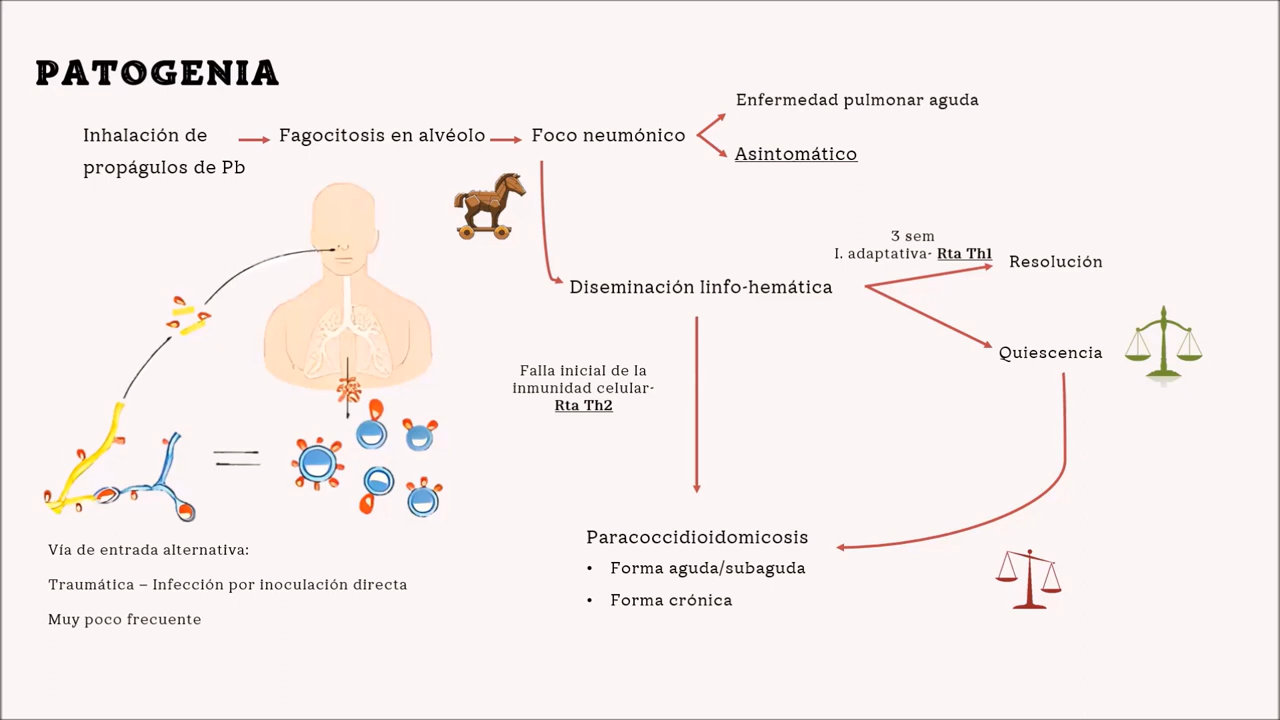 PATOGENIA
Enfermedad pulmonar aguda
Inhalación de
propágulos de Pb
Fagocitosis en alvéolo
Foco neumónico
Asintomático
3 sem
I. adaptativa- Rta Th1
Resolución
Diseminación linfo-hemática
Quiescencia
Falla inicial de la
inmunidad celular-
Rta Th2
Paracoccidioidomicosis
• Forma aguda/subaguda
• Forma crónica
Vía de entrada alternativa:
Traumática – Infección por inoculación directa
Muy poco frecuente